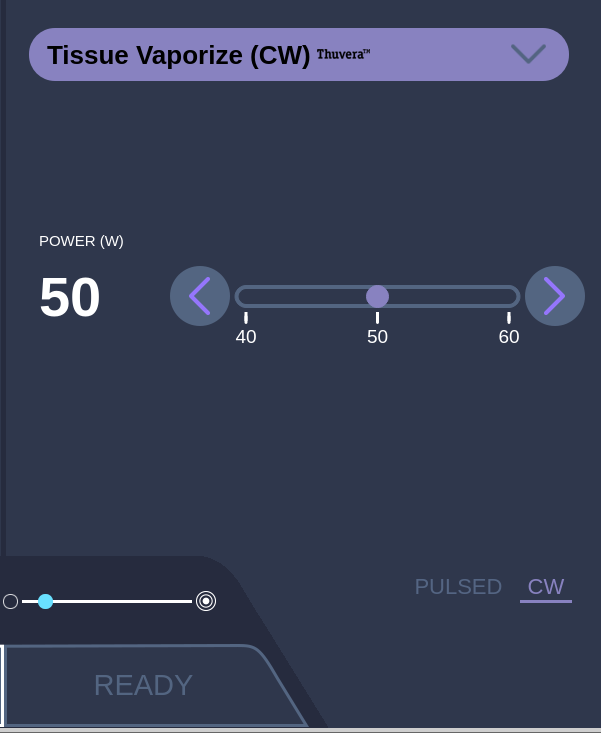 Tissue Vaporize (CW) Thuvera™
POWER (W)
50
40 50 60
PULSED CW
READY